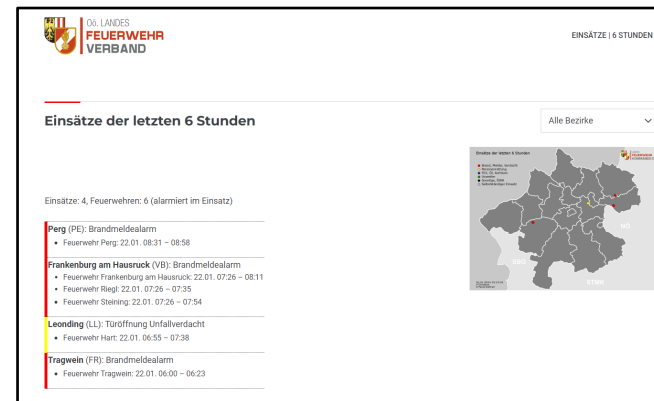 OÖ. LANDES
FEUERWEHR
VERBAND
EINSÄTZE | 6 STUNDEN
Einsätze der letzten 6 Stunden
Alle Bezirke
Einsätze der letzten 6 Stunden
Einsätze: 4, Feuerwehren: 6 (alarmiert im Einsatz)
Perg (PE): Brandmeldealarm
Feuerwehr Perg: 22.01. 08:31 – 08:58
Frankenburg am Hausruck (VB): Brandmeldealarm
Feuerwehr Frankenburg am Hausruck: 22.01. 07:26 – 08:11
Feuerwehr Riegl: 22.01. 07:26 – 07:35
Feuerwehr Steining: 22.01. 07:26 – 07:54
Leonding (LL): Türöffnung Unfallverdacht
Feuerwehr Hart: 22.01. 06:55 – 07:38
Tragwein (FR): Brandmeldealarm
Feuerwehr Tragwein: 22.01. 06:00 – 06:23
NÖ
SBG
STMK